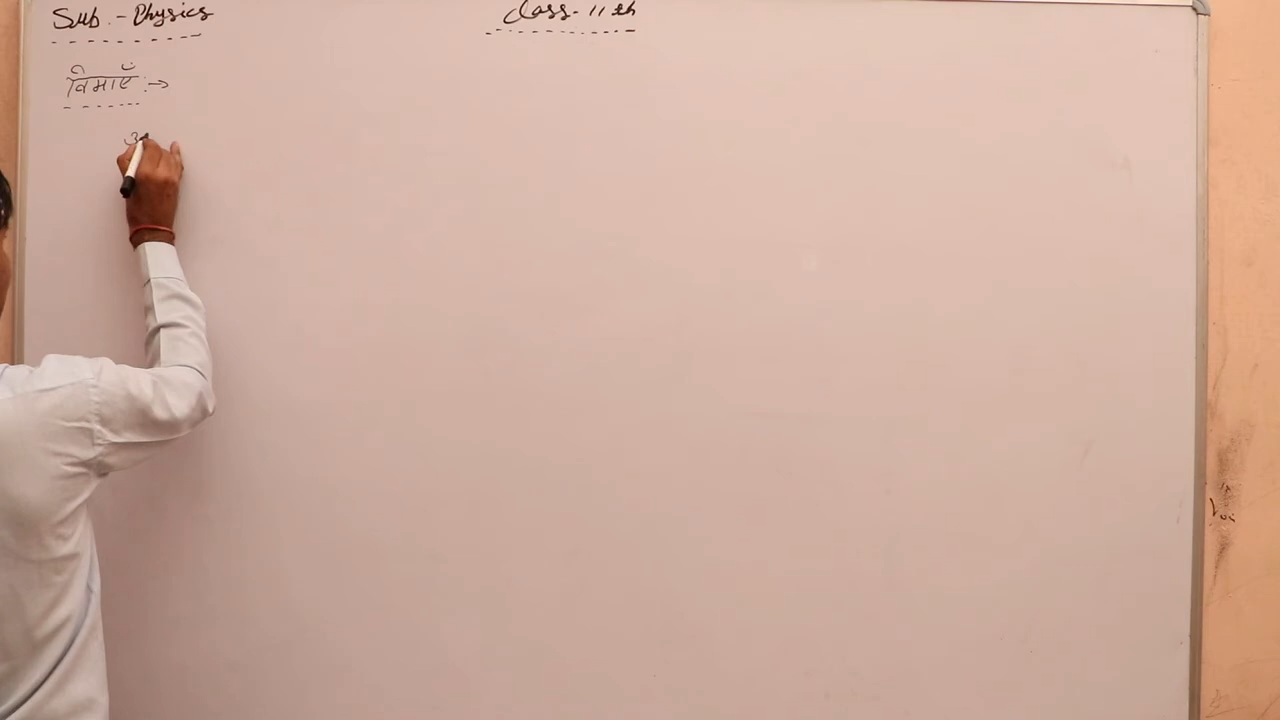 Sub. - Physics
Class - 11th
विमाएँ :→